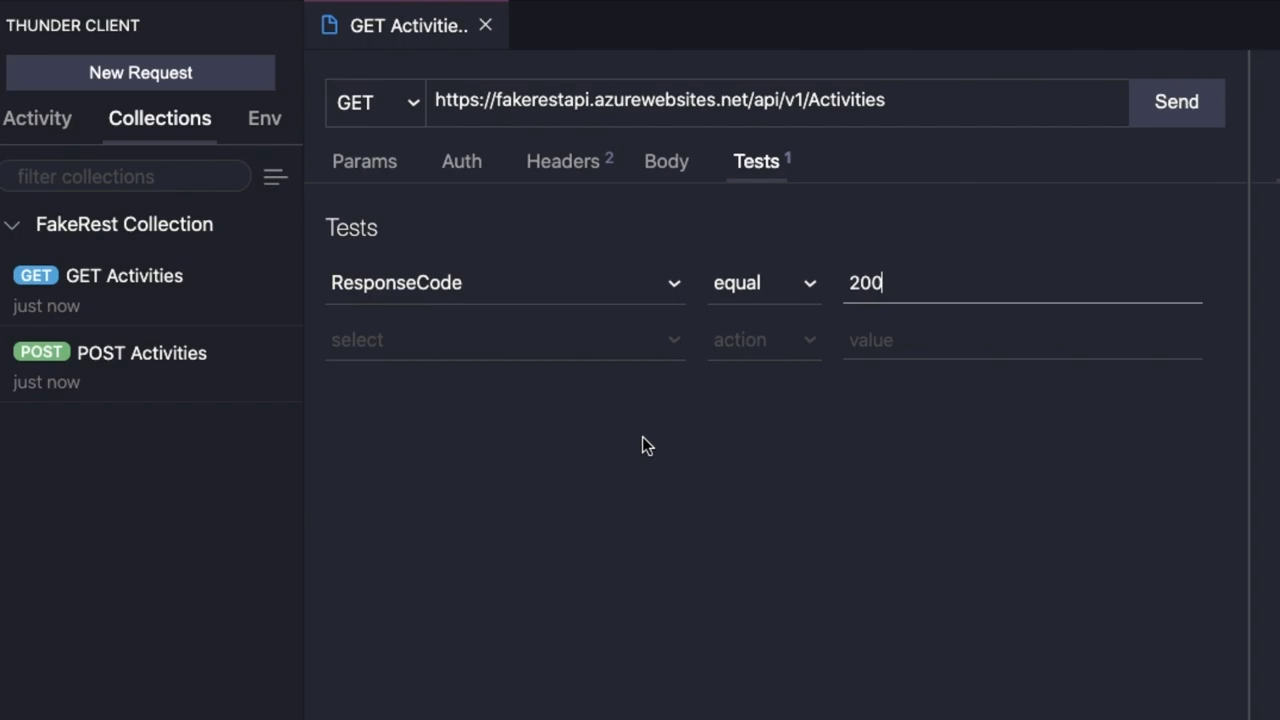 THUNDER CLIENT
New Request
Activity Collections Env
filter collections
FakeRest Collection
GET GET Activities
just now
POST POST Activities
just now
GET Activitie..
GET https://fakerestapi.azurewebsites.net/api/v1/Activities Send
Params Auth Headers 2 Body Tests 1
Tests
ResponseCode equal 200
select action value